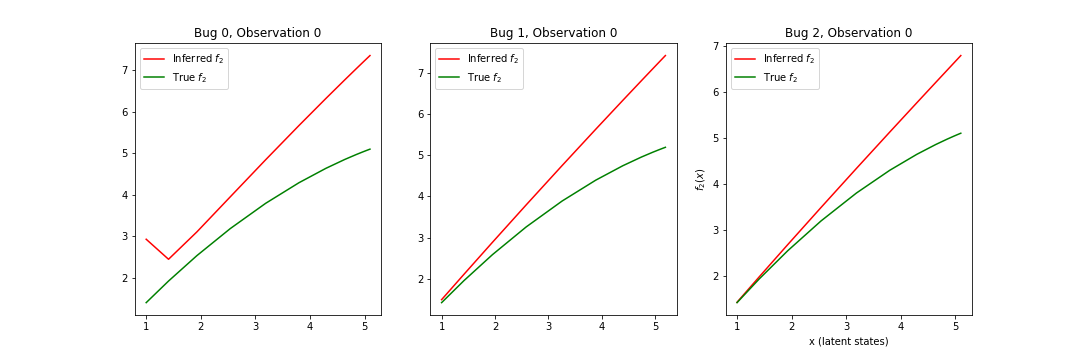 Bug 0, Observation 0
Inferred f₂
True f₂
7
6
5
4
3
2
1 2 3 4 5
Bug 1, Observation 0
Inferred f₂
True f₂
7
6
5
4
3
2
1 2 3 4 5
Bug 2, Observation 0
Inferred f₂
True f₂
f₂(x)
7
6
5
4
3
2
1 2 3 4 5
x (latent states)